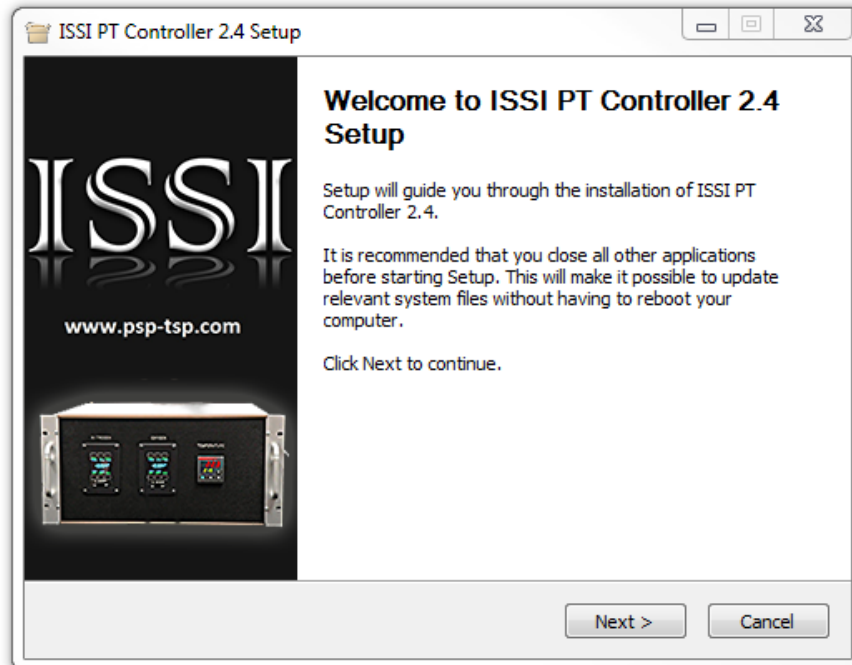 ISSI PT Controller 2.4 Setup
ISSI
www.psp-tsp.com
NITROGEN
OXYGEN
TEMPERATURE
Welcome to ISSI PT Controller 2.4
Setup
Setup will guide you through the installation of ISSI PT
Controller 2.4.
It is recommended that you close all other applications
before starting Setup. This will make it possible to update
relevant system files without having to reboot your
computer.
Click Next to continue.
Next >
Cancel